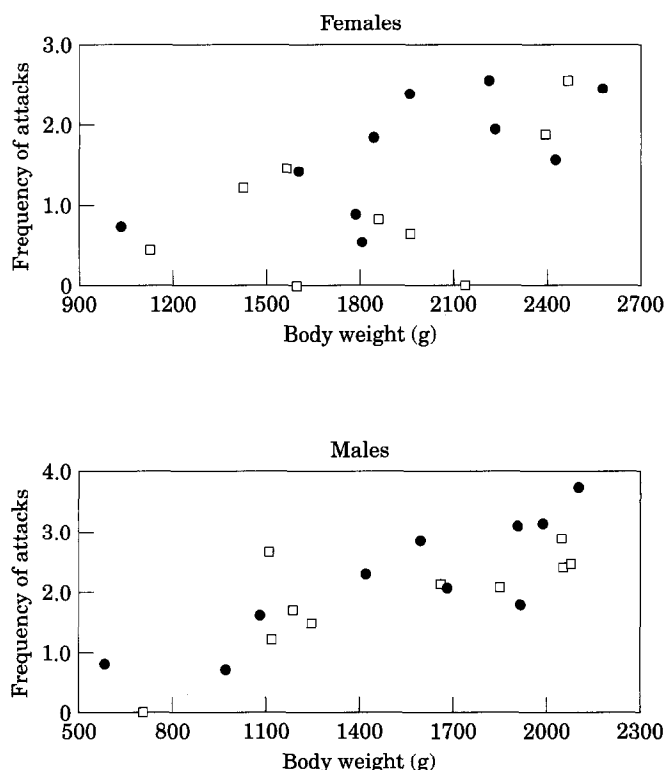 Females
3.0
2.0
1.0
0
Frequency of attacks
900 1200 1500 1800 2100 2400 2700
Body weight (g)
Males
4.0
3.0
2.0
1.0
0
Frequency of attacks
500 800 1100 1400 1700 2000 2300
Body weight (g)